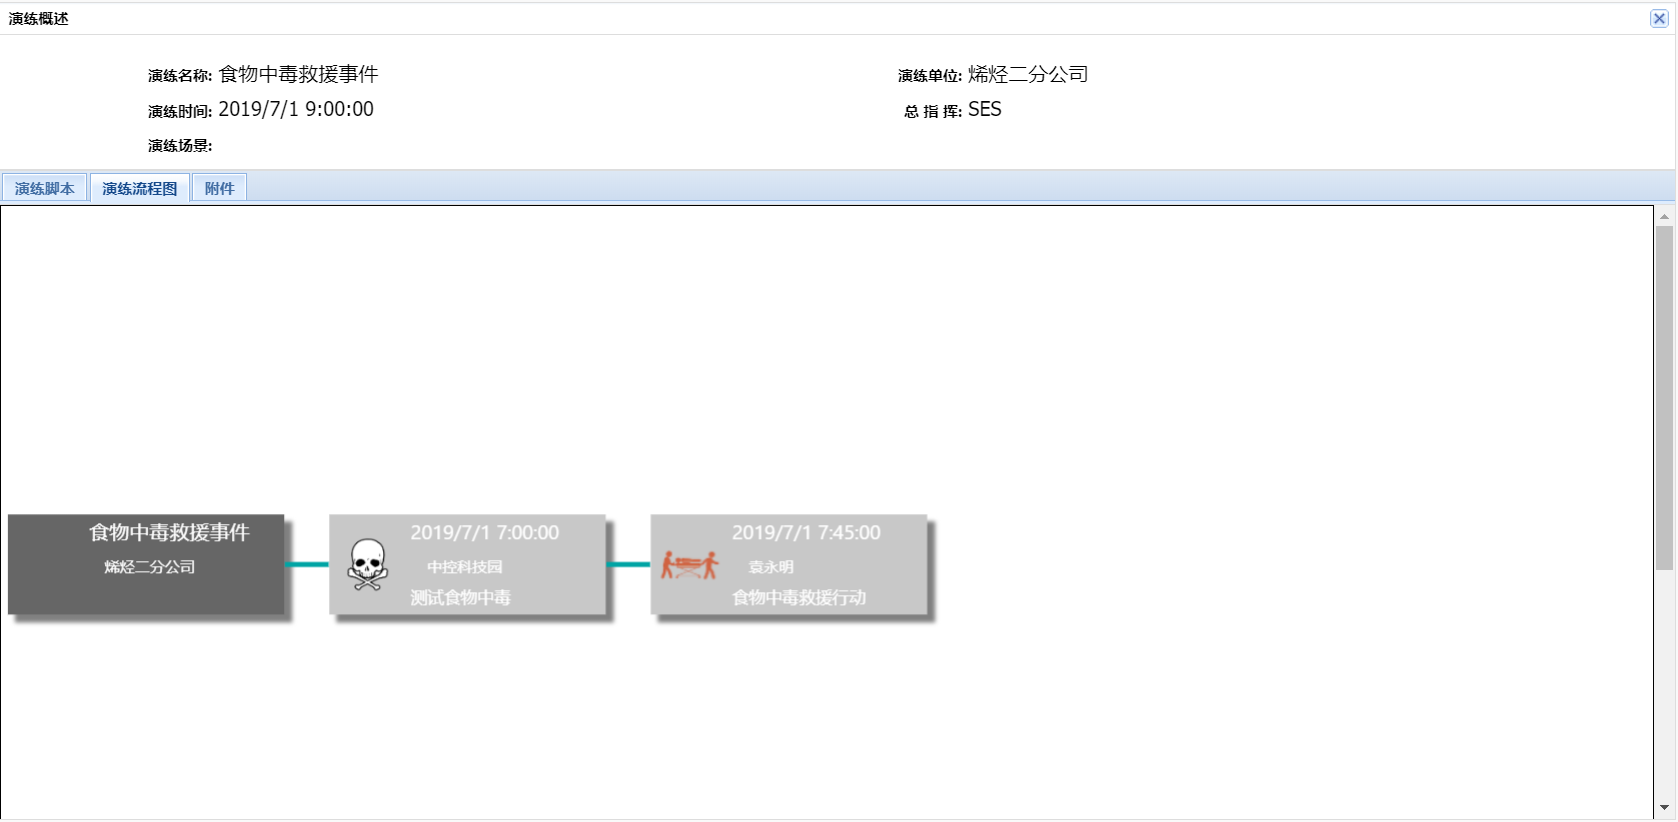 演练概述
演练名称: 食物中毒救援事件
演练单位: 烯烃二分公司
演练时间: 2019/7/1 9:00:00
总 指 挥: SES
演练场景:
演练脚本
演练流程图
附件
食物中毒救援事件
烯烃二分公司
2019/7/1 7:00:00
中控科技园
测试食物中毒
2019/7/1 7:45:00
袁永明
食物中毒救援行动